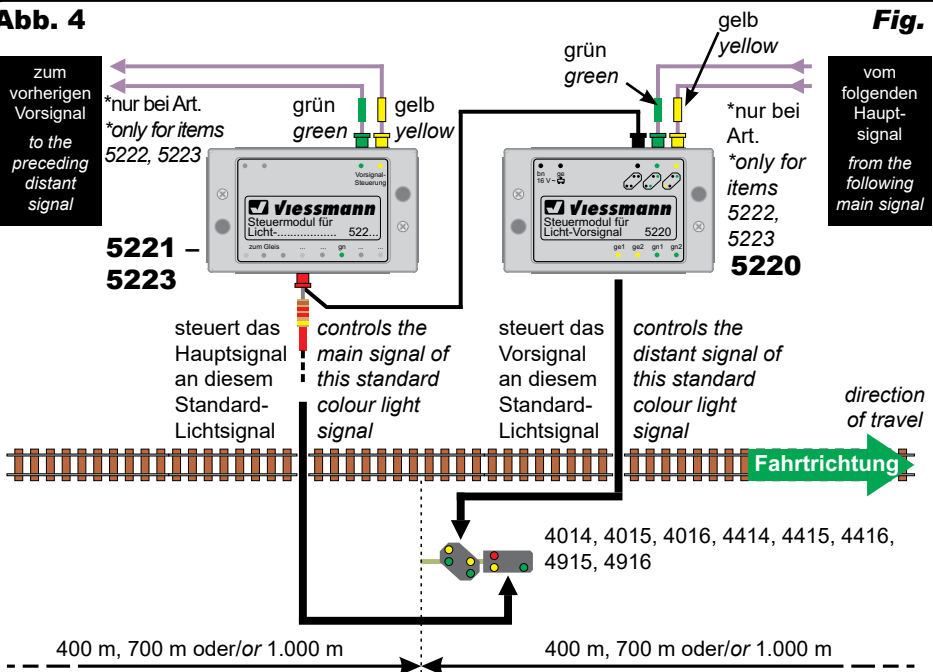 Abb. 4
Fig.
zum
vorherigen
Vorsignal
to the
preceding
distant
signal
*nur bei Art.
*only for items
5222, 5223
grün
green
gelb
yellow
grün
green
gelb
yellow
*nur bei
Art.
*only for
items
5222,
5223
vom
folgenden
Haupt-
signal
from the
following
main signal
Vorsignal-
Steuerung
Viessmann
Steuermodul für
Licht-.................. 522...
zum Gleis ... ... gn ... ...
5221 –
5223
bn ge
16 V ~
Viessmann
Steuermodul für
Licht-Vorsignal 5220
ge1 ge2 gn1 gn2
5220
steuert das
Hauptsignal
an diesem
Standard-
Lichtsignal
controls the
main signal of
this standard
colour light
signal
steuert das
Vorsignal
an diesem
Standard-
Lichtsignal
controls the
distant signal of
this standard
colour light
signal
direction
of travel
Fahrtrichtung
4014, 4015, 4016, 4414, 4415, 4416,
4915, 4916
400 m, 700 m oder/or 1.000 m
400 m, 700 m oder/or 1.000 m